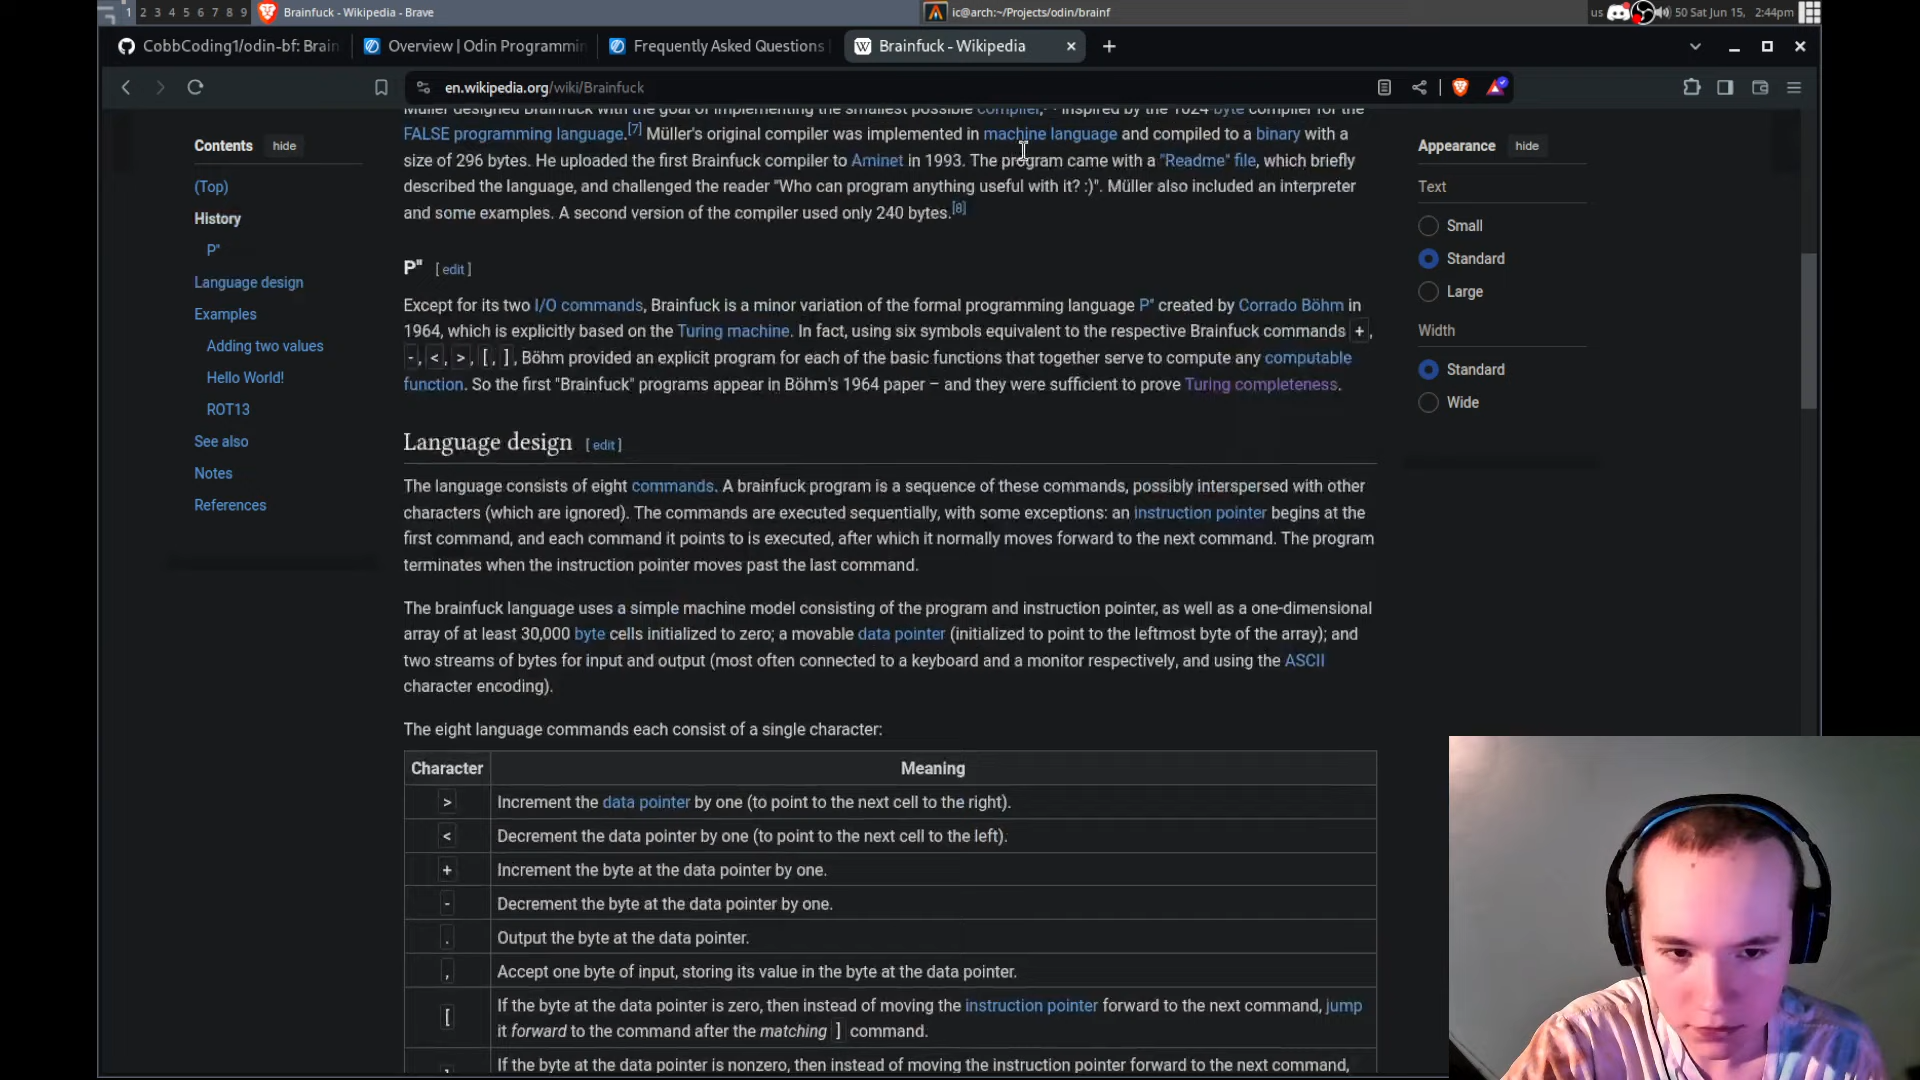 1 2 3 4 5 6 7 8 9 Brainfuck - Wikipedia - Brave ic@arch:~/Projects/odin/brainf us 50 Sat Jun 15, 2:44pm
CobbCoding1/odin-bf: Brain Overview | Odin Programmin Frequently Asked Questions Brainfuck - Wikipedia
en.wikipedia.org/wiki/Brainfuck
Müller designed Brainfuck with the goal of implementing the smallest possible compiler, inspired by the 1024 byte compiler for the
FALSE programming language.[7] Müller's original compiler was implemented in machine language and compiled to a binary with a
size of 296 bytes. He uploaded the first Brainfuck compiler to Aminet in 1993. The program came with a "Readme" file, which briefly
described the language, and challenged the reader "Who can program anything useful with it? :)". Müller also included an interpreter
and some examples. A second version of the compiler used only 240 bytes.[8]
Contents hide
(Top)
History
P"
Language design
Examples
Adding two values
Hello World!
ROT13
See also
Notes
References
P" [ edit ]
Except for its two I/O commands, Brainfuck is a minor variation of the formal programming language P" created by Corrado Böhm in
1964, which is explicitly based on the Turing machine. In fact, using six symbols equivalent to the respective Brainfuck commands +,
-, <, >, [, ], Böhm provided an explicit program for each of the basic functions that together serve to compute any computable
function. So the first "Brainfuck" programs appear in Böhm's 1964 paper – and they were sufficient to prove Turing completeness.
Language design [ edit ]
The language consists of eight commands. A brainfuck program is a sequence of these commands, possibly interspersed with other
characters (which are ignored). The commands are executed sequentially, with some exceptions: an instruction pointer begins at the
first command, and each command it points to is executed, after which it normally moves forward to the next command. The program
terminates when the instruction pointer moves past the last command.
The brainfuck language uses a simple machine model consisting of the program and instruction pointer, as well as a one-dimensional
array of at least 30,000 byte cells initialized to zero; a movable data pointer (initialized to point to the leftmost byte of the array); and
two streams of bytes for input and output (most often connected to a keyboard and a monitor respectively, and using the ASCII
character encoding).
The eight language commands each consist of a single character:
Character Meaning
> Increment the data pointer by one (to point to the next cell to the right).
< Decrement the data pointer by one (to point to the next cell to the left).
+ Increment the byte at the data pointer by one.
- Decrement the byte at the data pointer by one.
. Output the byte at the data pointer.
, Accept one byte of input, storing its value in the byte at the data pointer.
[ If the byte at the data pointer is zero, then instead of moving the instruction pointer forward to the next command, jump
it forward to the command after the matching ] command.
If the byte at the data pointer is nonzero, then instead of moving the instruction pointer forward to the next command,
Appearance hide
Text
Small
Standard
Large
Width
Standard
Wide